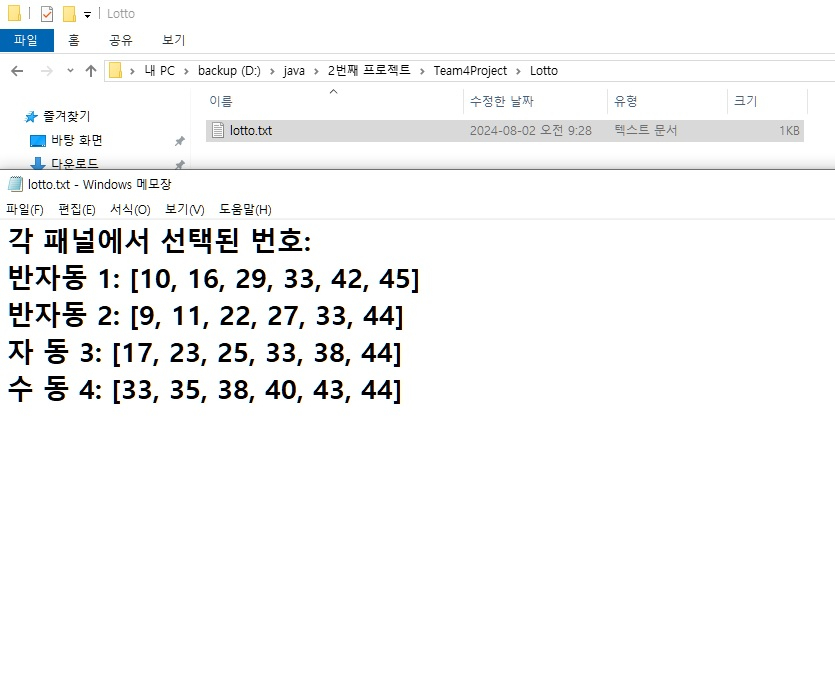 Lotto
파일 홈 공유 보기
내 PC > backup (D:) > java > 2번째 프로젝트 > Team4Project > Lotto
이름 수정한 날짜 유형 크기
즐겨찾기
바탕 화면
다운로드
lotto.txt 2024-08-02 오전 9:28 텍스트 문서 1KB
lotto.txt - Windows 메모장
파일(F) 편집(E) 서식(O) 보기(V) 도움말(H)
각 패널에서 선택된 번호:
반자동 1: [10, 16, 29, 33, 42, 45]
반자동 2: [9, 11, 22, 27, 33, 44]
자 동 3: [17, 23, 25, 33, 38, 44]
수 동 4: [33, 35, 38, 40, 43, 44]